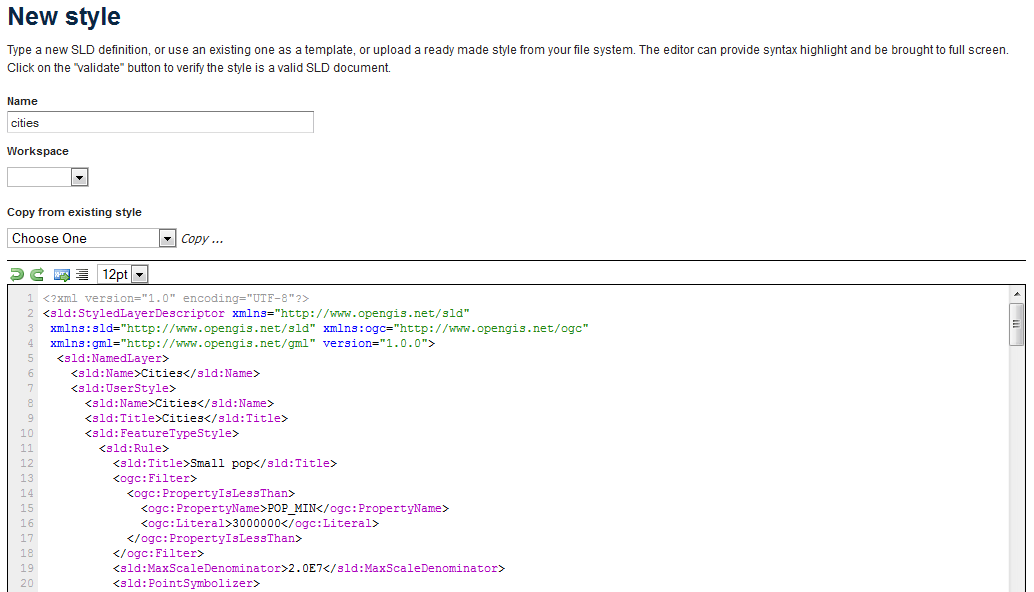 New style
Type a new SLD definition, or use an existing one as a template, or upload a ready made style from your file system. The editor can provide syntax highlight and be brought to full screen.
Click on the "validate" button to verify the style is a valid SLD document.
Name
cities
Workspace
Copy from existing style
Choose One Copy ...
12pt
1 <?xml version="1.0" encoding="UTF-8"?>
2 <sld:StyledLayerDescriptor xmlns="http://www.opengis.net/sld"
3 xmlns:sld="http://www.opengis.net/sld" xmlns:ogc="http://www.opengis.net/ogc"
4 xmlns:gml="http://www.opengis.net/gml" version="1.0.0">
5 <sld:NamedLayer>
6 <sld:Name>Cities</sld:Name>
7 <sld:UserStyle>
8 <sld:Name>Cities</sld:Name>
9 <sld:Title>Cities</sld:Title>
10 <sld:FeatureTypeStyle>
11 <sld:Rule>
12 <sld:Title>Small pop</sld:Title>
13 <ogc:Filter>
14 <ogc:PropertyIsLessThan>
15 <ogc:PropertyName>POP_MIN</ogc:PropertyName>
16 <ogc:Literal>3000000</ogc:Literal>
17 </ogc:PropertyIsLessThan>
18 </ogc:Filter>
19 <sld:MaxScaleDenominator>2.0E7</sld:MaxScaleDenominator>
20 <sld:PointSymbolizer>